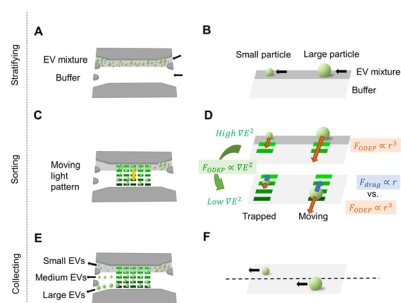 Stratifying
A
EV mixture
Buffer
B
Small particle
Large particle
EV mixture
Buffer
Sorting
C
Moving
light
pattern
D
High ∇E²
F_ODEP ∝ ∇E²
Low ∇E²
F_ODEP ∝ r³
F_drag ∝ r
vs.
F_ODEP ∝ r³
Trapped
Moving
Collecting
E
Small EVs
Medium EVs
Large EVs
F